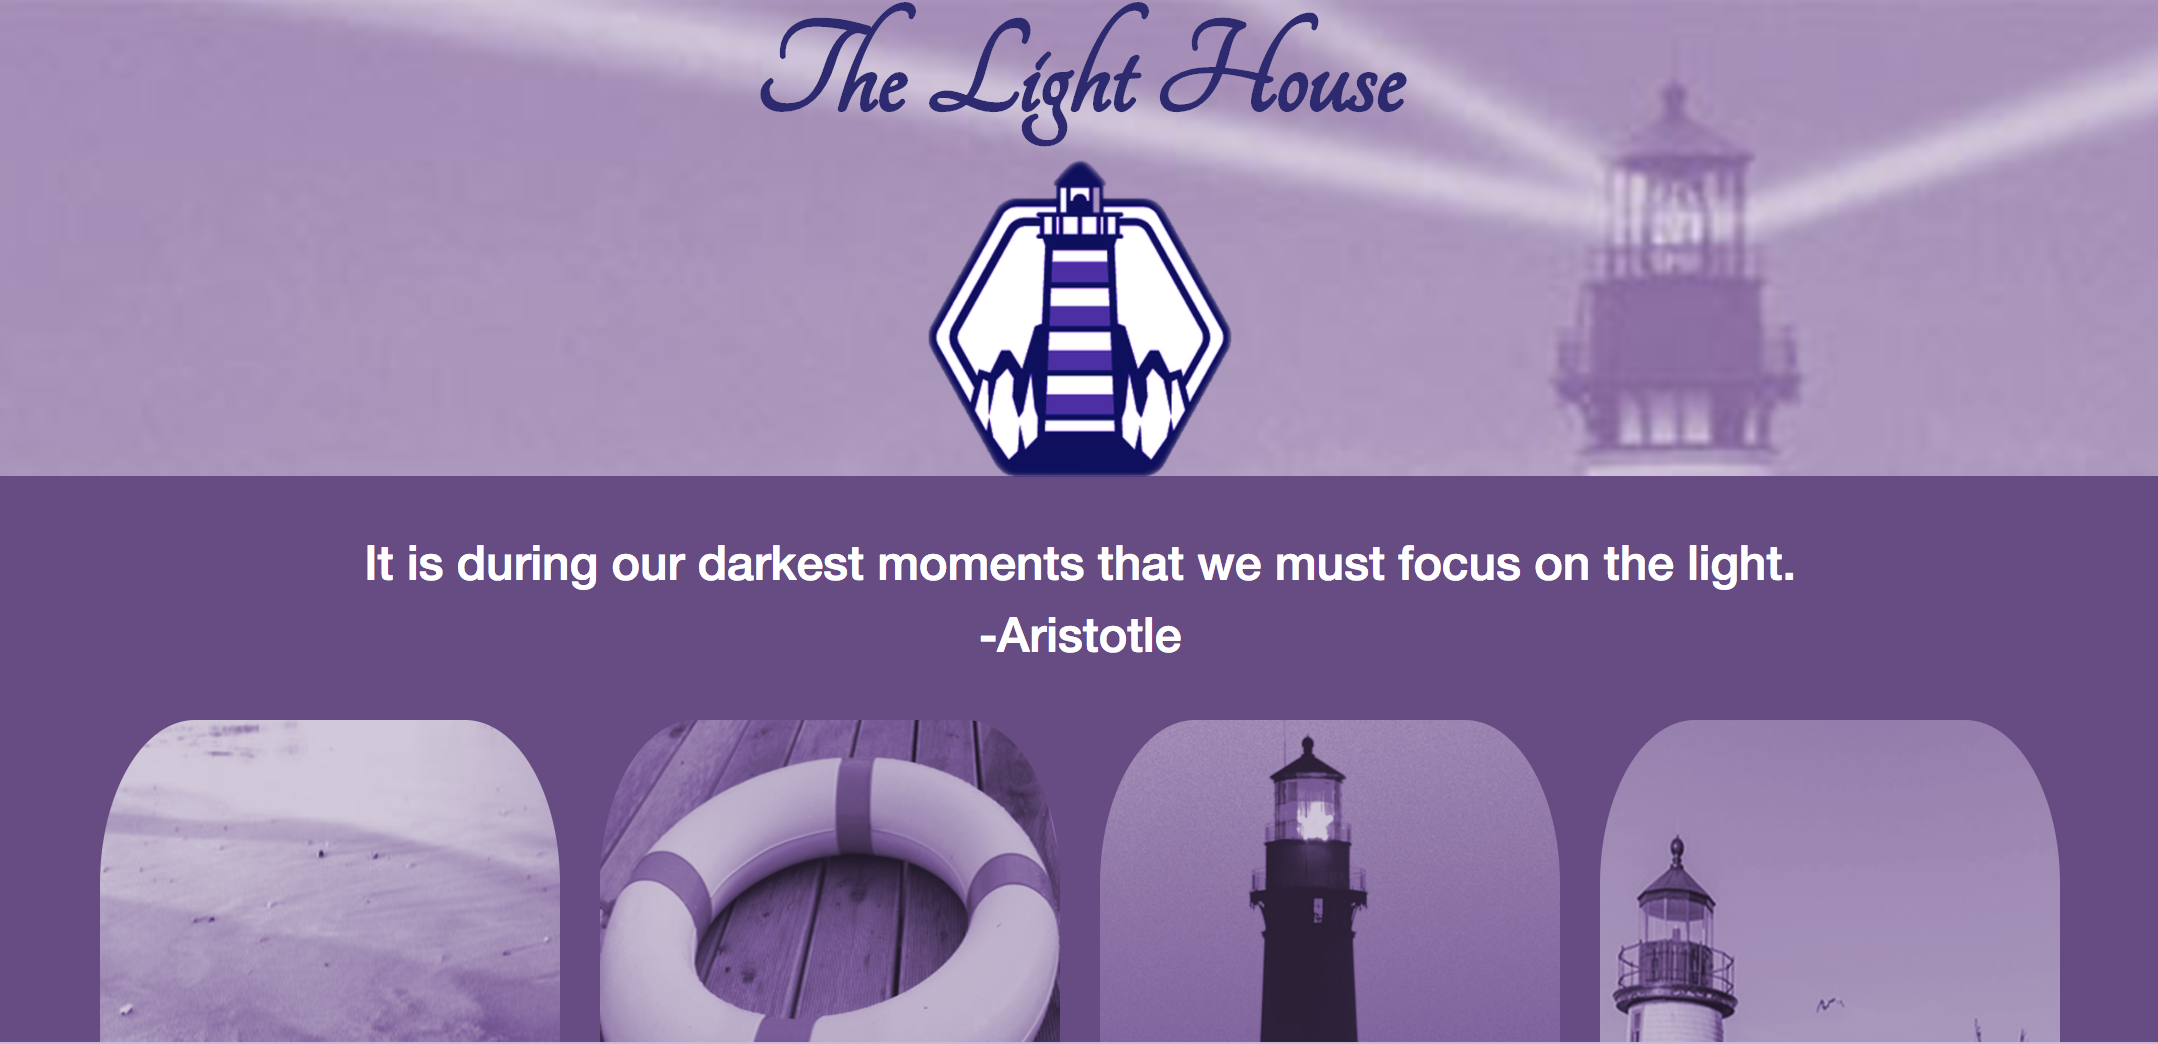 The Light House
It is during our darkest moments that we must focus on the light.
-Aristotle